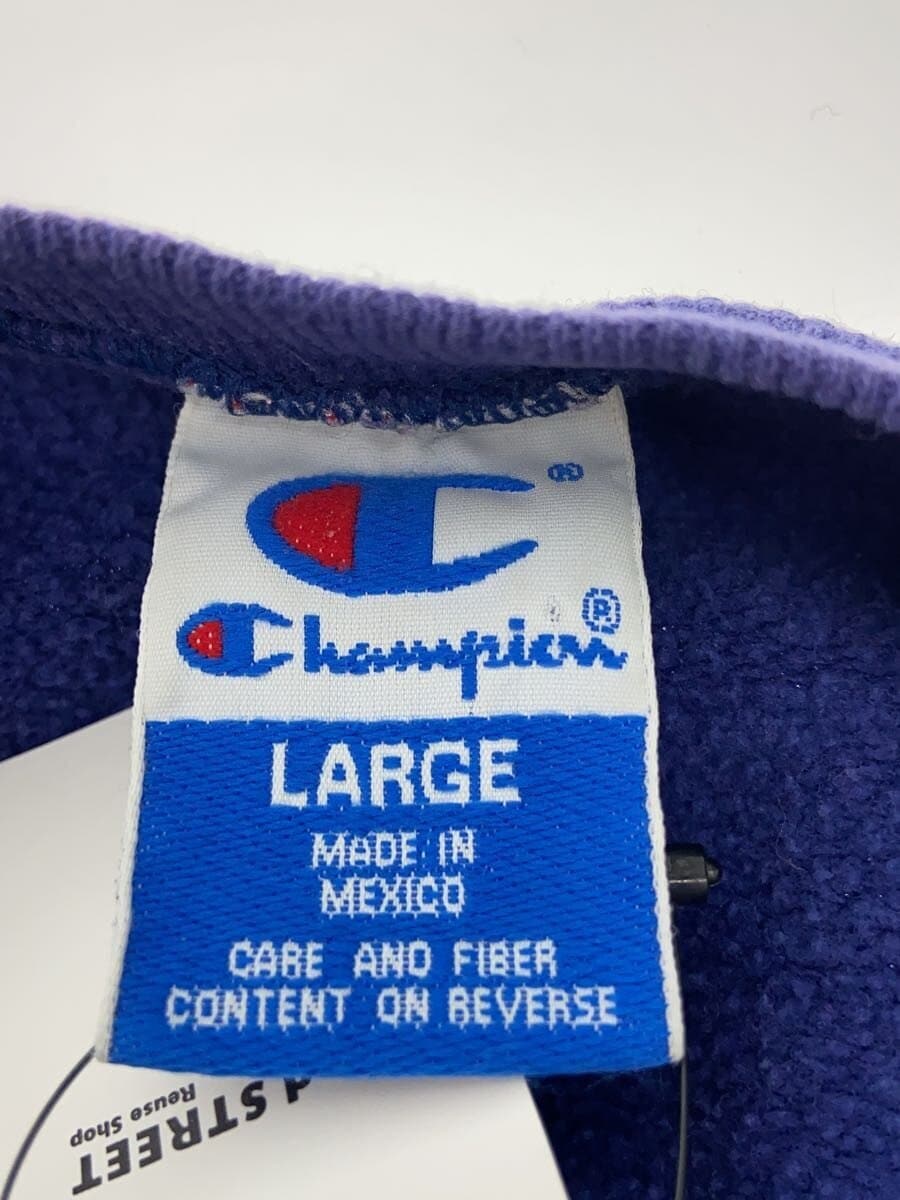 ®
Champion®
LARGE
MADE IN
MEXICO
CARE AND FIBER
CONTENT ON REVERSE
d STREET
Reuse Shop